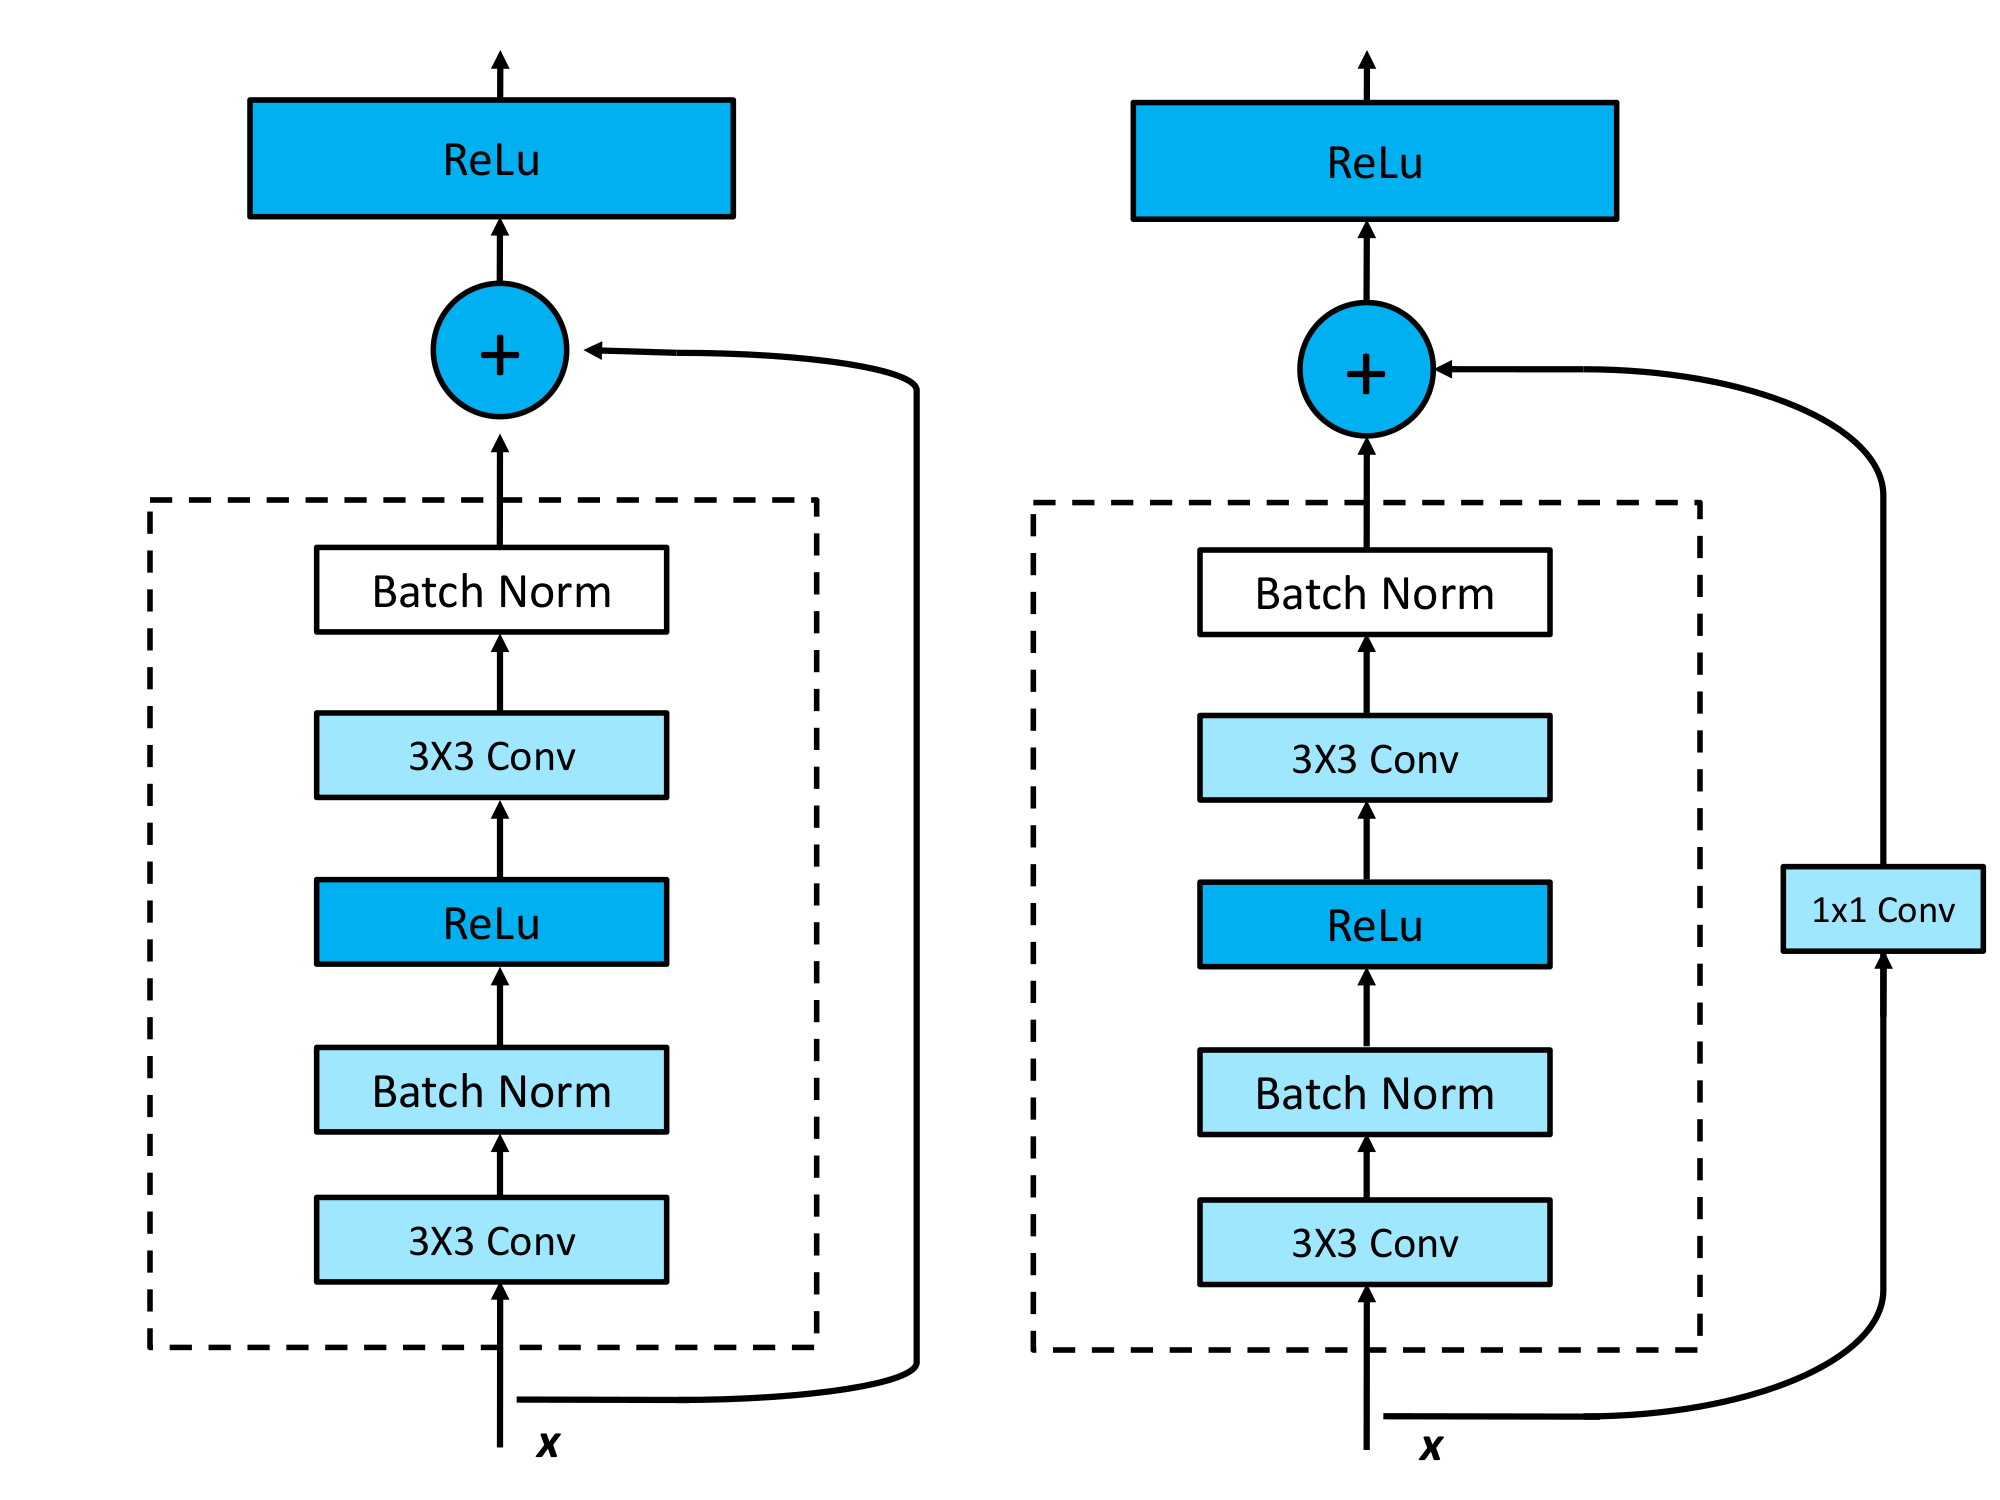 ReLu
+
Batch Norm
3X3 Conv
ReLu
Batch Norm
3X3 Conv
x
ReLu
+
Batch Norm
3X3 Conv
ReLu
1x1 Conv
Batch Norm
3X3 Conv
x